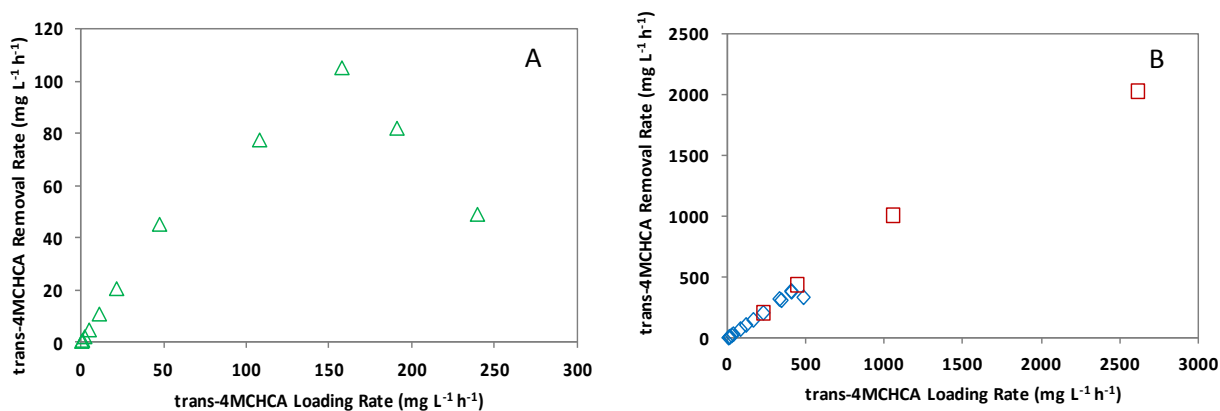 A
trans-4MCHCA Removal Rate (mg L⁻¹ h⁻¹)
120
100
80
60
40
20
0
0 50 100 150 200 250 300
trans-4MCHCA Loading Rate (mg L⁻¹ h⁻¹)
B
trans-4MCHCA Removal Rate (mg L⁻¹ h⁻¹)
2500
2000
1500
1000
500
0
0 500 1000 1500 2000 2500 3000
trans-4MCHCA Loading Rate (mg L⁻¹ h⁻¹)